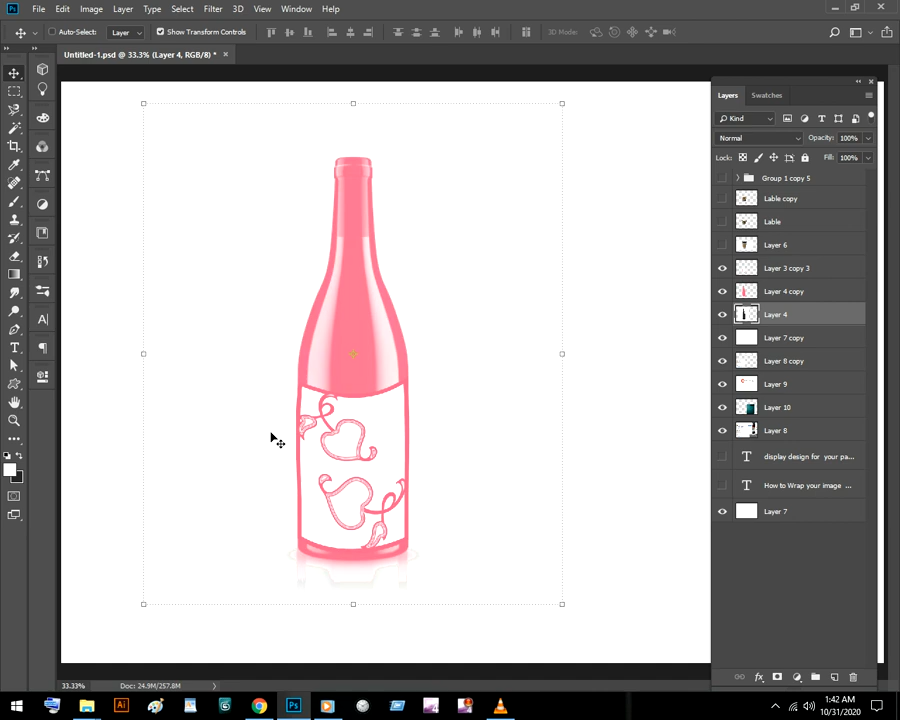 Ps File Edit Image Layer Type Select Filter 3D View Window Help
Auto-Select: Layer Show Transform Controls 3D Mode:
Untitled-1.psd @ 33.3% (Layer 4, RGB/8) *
Layers Swatches
Kind
Normal Opacity: 100%
Lock: Fill: 100%
Group 1 copy 5
Lable copy
Lable
Layer 6
Layer 3 copy 3
Layer 4 copy
Layer 4
Layer 7 copy
Layer 8 copy
Layer 9
Layer 10
Layer 8
display design for your pa...
How to Wrap your image ...
Layer 7
33.33% Doc: 24.9M/257.8M
1:42 AM
10/31/2020